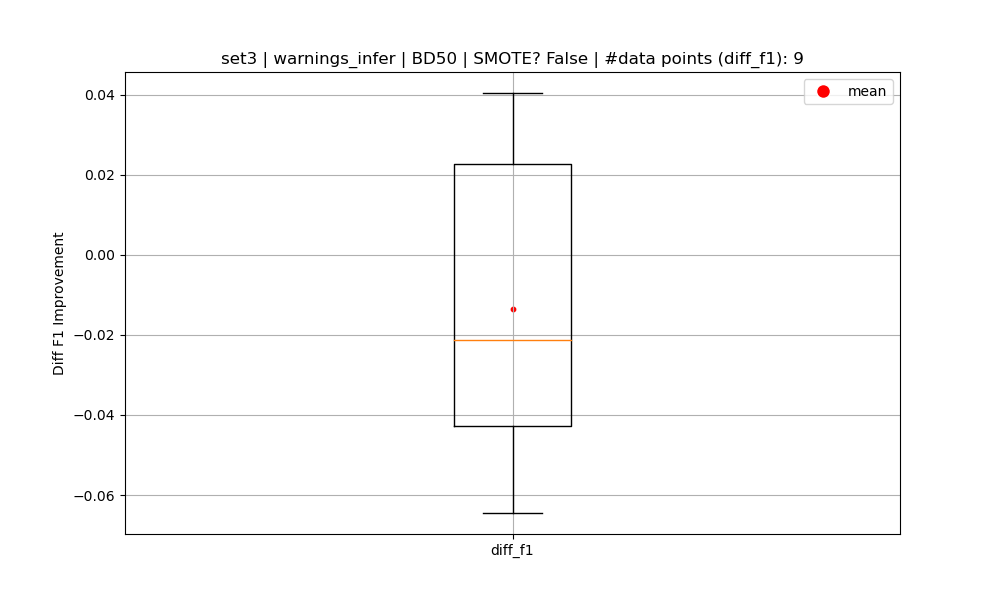 set3 | warnings_infer | BD50 | SMOTE? False | #data points (diff_f1): 9
mean
0.04
0.02
0.00
−0.02
−0.04
−0.06
Diff F1 Improvement
diff_f1